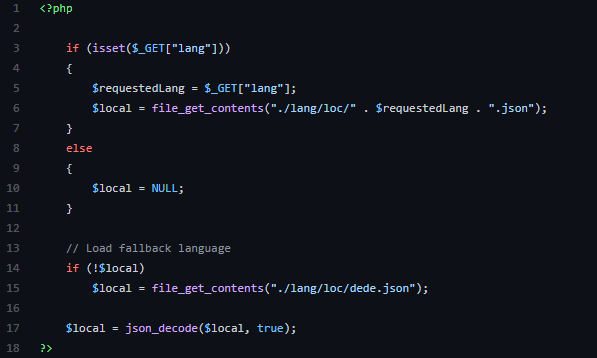 1 <?php
2
3 if (isset($_GET["lang"]))
4 {
5 $requestedLang = $_GET["lang"];
6 $local = file_get_contents("./lang/loc/" . $requestedLang . ".json");
7 }
8 else
9 {
10 $local = NULL;
11 }
12
13 // Load fallback language
14 if (!$local)
15 $local = file_get_contents("./lang/loc/dede.json");
16
17 $local = json_decode($local, true);
18 ?>